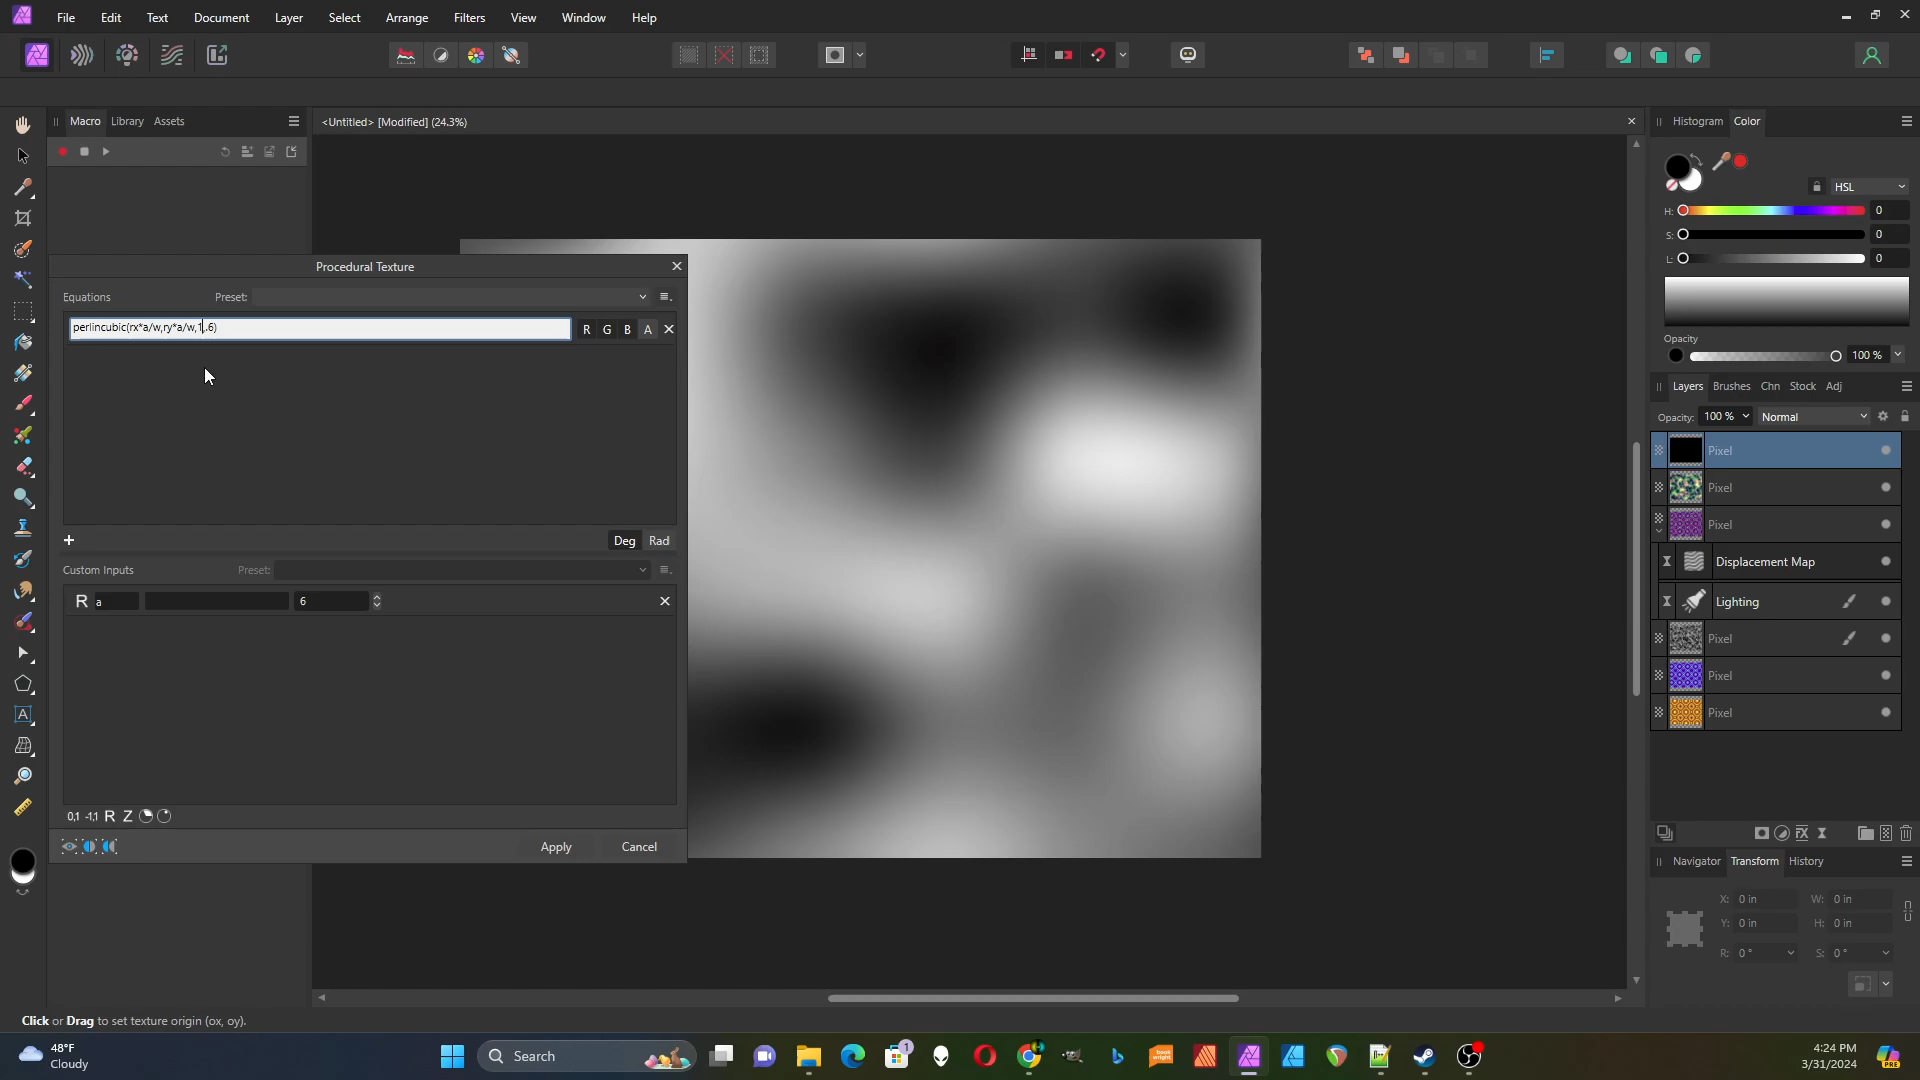 File Edit Text Document Layer Select Arrange Filters View Window Help
Macro Library Assets
<Untitled> [Modified] (24.3%)
Histogram Color
HSL
H: 0
S: 0
L: 0
Opacity
100 %
Procedural Texture
Equations Preset:
perlincubic(rx*a/w,ry*a/w,1,.6)
R G B A
Deg Rad
Custom Inputs Preset:
R a 6
0,1 -1,1 R Z
Apply Cancel
Layers Brushes Chn Stock Adj
Opacity: 100 % Normal
Pixel
Pixel
Pixel
Displacement Map
Lighting
Pixel
Pixel
Pixel
Navigator Transform History
X: 0 in W: 0 in
Y: 0 in H: 0 in
R: 0 ° S: 0 °
Click or Drag to set texture origin (ox, oy).
48°F
Cloudy
Search
1
4:24 PM
3/31/2024
PRE